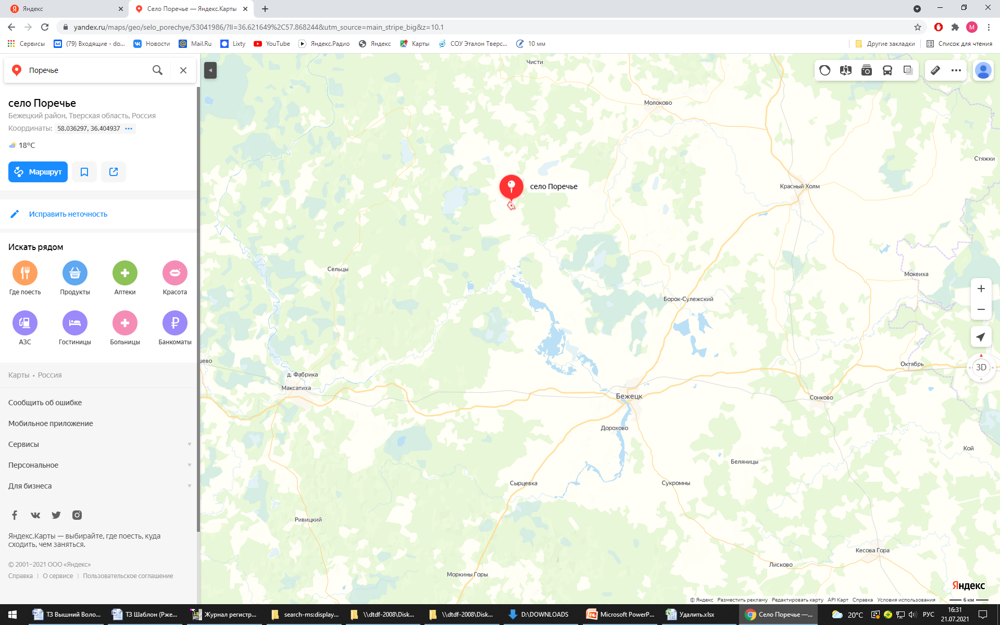 Яндекс
Село Поречье — Яндекс.Карты
yandex.ru/maps/geo/selo_porechye/53041986/?ll=36.621649%2C57.868244&utm_source=main_stripe_big&z=10.1
M
Сервисы
(79) Входящие - do...
Новости
Mail.Ru
Lixty
YouTube
Яндекс.Радио
Яндекс
Карты
СОУ Эталон Тверс...
10 мм
Другие закладки
Список для чтения
Поречье
село Поречье
Бежецкий район, Тверская область, Россия
Координаты: 58.036297, 36.404937 •••
18°C
Маршрут
Исправить неточность
Искать рядом
Где поесть
Продукты
Аптеки
Красота
АЗС
Гостиницы
Больницы
Банкоматы
Карты • Россия
Сообщить об ошибке
Мобильное приложение
Сервисы
Персональное
Для бизнеса
Яндекс.Карты — выбирайте, где поесть, куда
сходить, чем заняться.
© 2001–2021 ООО «Яндекс»
Справка | О сервисе | Пользовательское соглашение
Чисти
Молоково
Стяжки
село Поречье
Красный Холм
Сельцы
Мокеиха
Борок-Сулежский
шево
Октябрь
3D
д. Фабрика
Максатиха
Бежецк
Сонково
Дорохово
Кой
Беляницы
Сырцевка
Сукромны
Ривицкий
Кесова Гора
Лисково
Моркины Горы
Яндекс
© Яндекс Разместить рекламу Редактировать карту API Карт Справка Условия использования 6 км
ТЗ Вышний Воло...
ТЗ Шаблон (Рже...
Журнал регистр...
search-ms:display...
\\dtdf-2008\Disk...
\\dtdf-2008\Disk...
D:\DOWNLOADS
Microsoft PowerP...
Удалить.xlsx
Село Поречье —...
20°C
РУС
16:31
21.07.2021